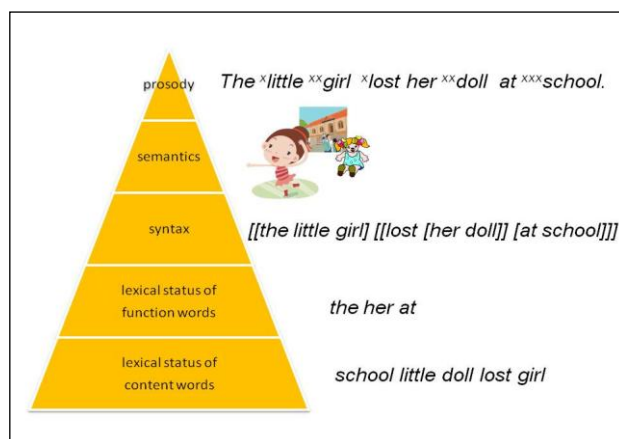 prosody The ˣlittle ˣˣgirl ˣlost her ˣˣdoll at ˣˣˣschool.
semantics
syntax [[the little girl] [[lost [her doll]] [at school]]]
lexical status of
function words
the her at
lexical status of
content words
school little doll lost girl